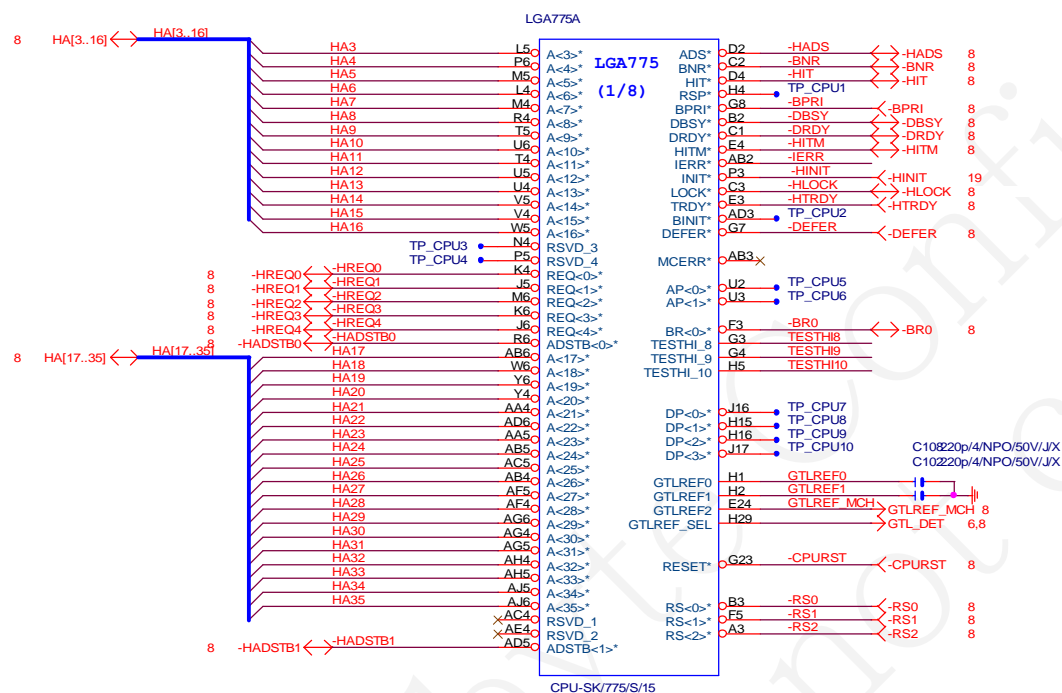 LGA775A
LGA775
(1/8)
8 HA[3..16] HA[3..16]
HA3 L5 A<3>*
HA4 P6 A<4>*
HA5 M5 A<5>*
HA6 L4 A<6>*
HA7 M4 A<7>*
HA8 R4 A<8>*
HA9 T5 A<9>*
HA10 U6 A<10>*
HA11 T4 A<11>*
HA12 U5 A<12>*
HA13 U4 A<13>*
HA14 V5 A<14>*
HA15 V4 A<15>*
HA16 W5 A<16>*
TP_CPU3 N4 RSVD_3
TP_CPU4 P5 RSVD_4
8 -HREQ0 -HREQ0 K4 REQ<0>*
8 -HREQ1 -HREQ1 J5 REQ<1>*
8 -HREQ2 -HREQ2 M6 REQ<2>*
8 -HREQ3 -HREQ3 K6 REQ<3>*
8 -HREQ4 -HREQ4 J6 REQ<4>*
8 -HADSTB0 -HADSTB0 R6 ADSTB<0>*
8 HA[17..35] HA[17..35]
HA17 AB6 A<17>*
HA18 W6 A<18>*
HA19 Y6 A<19>*
HA20 Y4 A<20>*
HA21 AA4 A<21>*
HA22 AD6 A<22>*
HA23 AA5 A<23>*
HA24 AB5 A<24>*
HA25 AC5 A<25>*
HA26 AB4 A<26>*
HA27 AF5 A<27>*
HA28 AF4 A<28>*
HA29 AG6 A<29>*
HA30 AG4 A<30>*
HA31 AG5 A<31>*
HA32 AH4 A<32>*
HA33 AH5 A<33>*
HA34 AJ5 A<34>*
HA35 AJ6 A<35>*
AC4 RSVD_1
AE4 RSVD_2
8 -HADSTB1 -HADSTB1 AD5 ADSTB<1>*
ADS* D2 -HADS -HADS 8
BNR* C2 -BNR -BNR 8
HIT* D4 -HIT -HIT 8
RSP* H4 TP_CPU1
BPRI* G8 -BPRI -BPRI 8
DBSY* B2 -DBSY -DBSY 8
DRDY* C1 -DRDY -DRDY 8
HITM* E4 -HITM -HITM 8
IERR* AB2 -IERR
INIT* P3 -HINIT -HINIT 19
LOCK* C3 -HLOCK -HLOCK 8
TRDY* E3 -HTRDY -HTRDY 8
BINIT* AD3 TP_CPU2
DEFER* G7 -DEFER -DEFER 8
MCERR* AB3
AP<0>* U2 TP_CPU5
AP<1>* U3 TP_CPU6
BR<0>* F3 -BR0 -BR0 8
TESTHI_8 G3 TESTHI8
TESTHI_9 G4 TESTHI9
TESTHI_10 H5 TESTHI10
DP<0>* J16 TP_CPU7
DP<1>* H15 TP_CPU8
DP<2>* H16 TP_CPU9
DP<3>* J17 TP_CPU10
220p/4/NPO/50V/J/X
C10 220p/4/NPO/50V/J/X
GTLREF0 H1 GTLREF0
GTLREF1 H2 GTLREF1
GTLREF2 E24 GTLREF_MCH GTLREF_MCH 8
GTLREF_SEL H29 GTL_DET 6,8
RESET* G23 -CPURST -CPURST 8
RS<0>* B3 -RS0 -RS0 8
RS<1>* F5 -RS1 -RS1 8
RS<2>* A3 -RS2 -RS2 8
CPU-SK/775/S/15